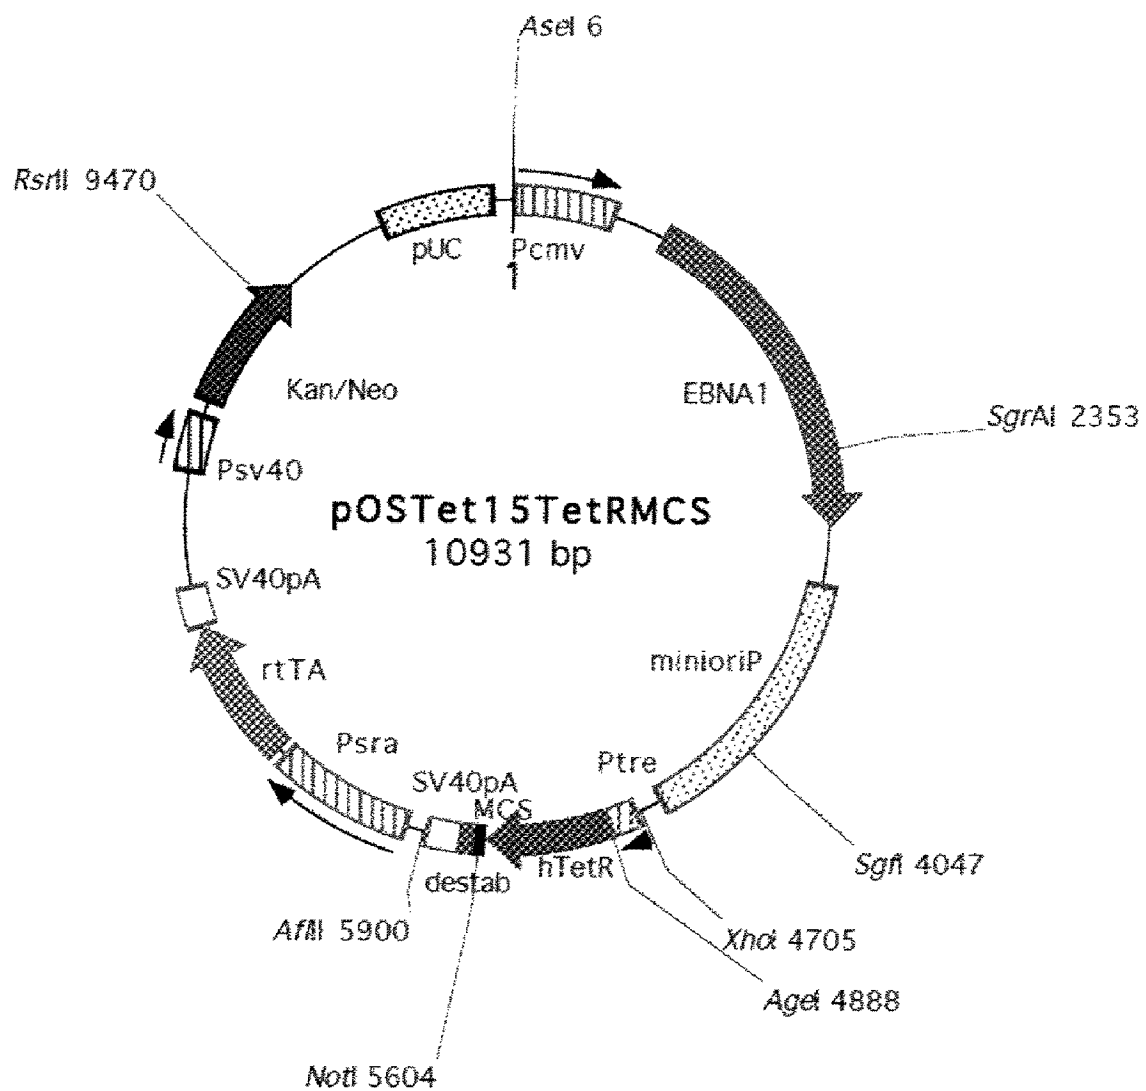 AseI 6
RsrII 9470
pUC
Pcmv
1
Kan/Neo
EBNA1
SgrAI 2353
Psv40
pOSTet15TetRMCS
10931 bp
SV40pA
minioriP
rtTA
Psra
Ptre
SV40pA
MCS
hTetR
destab
SgfI 4047
AflII 5900
XhoI 4705
AgeI 4888
NotI 5604